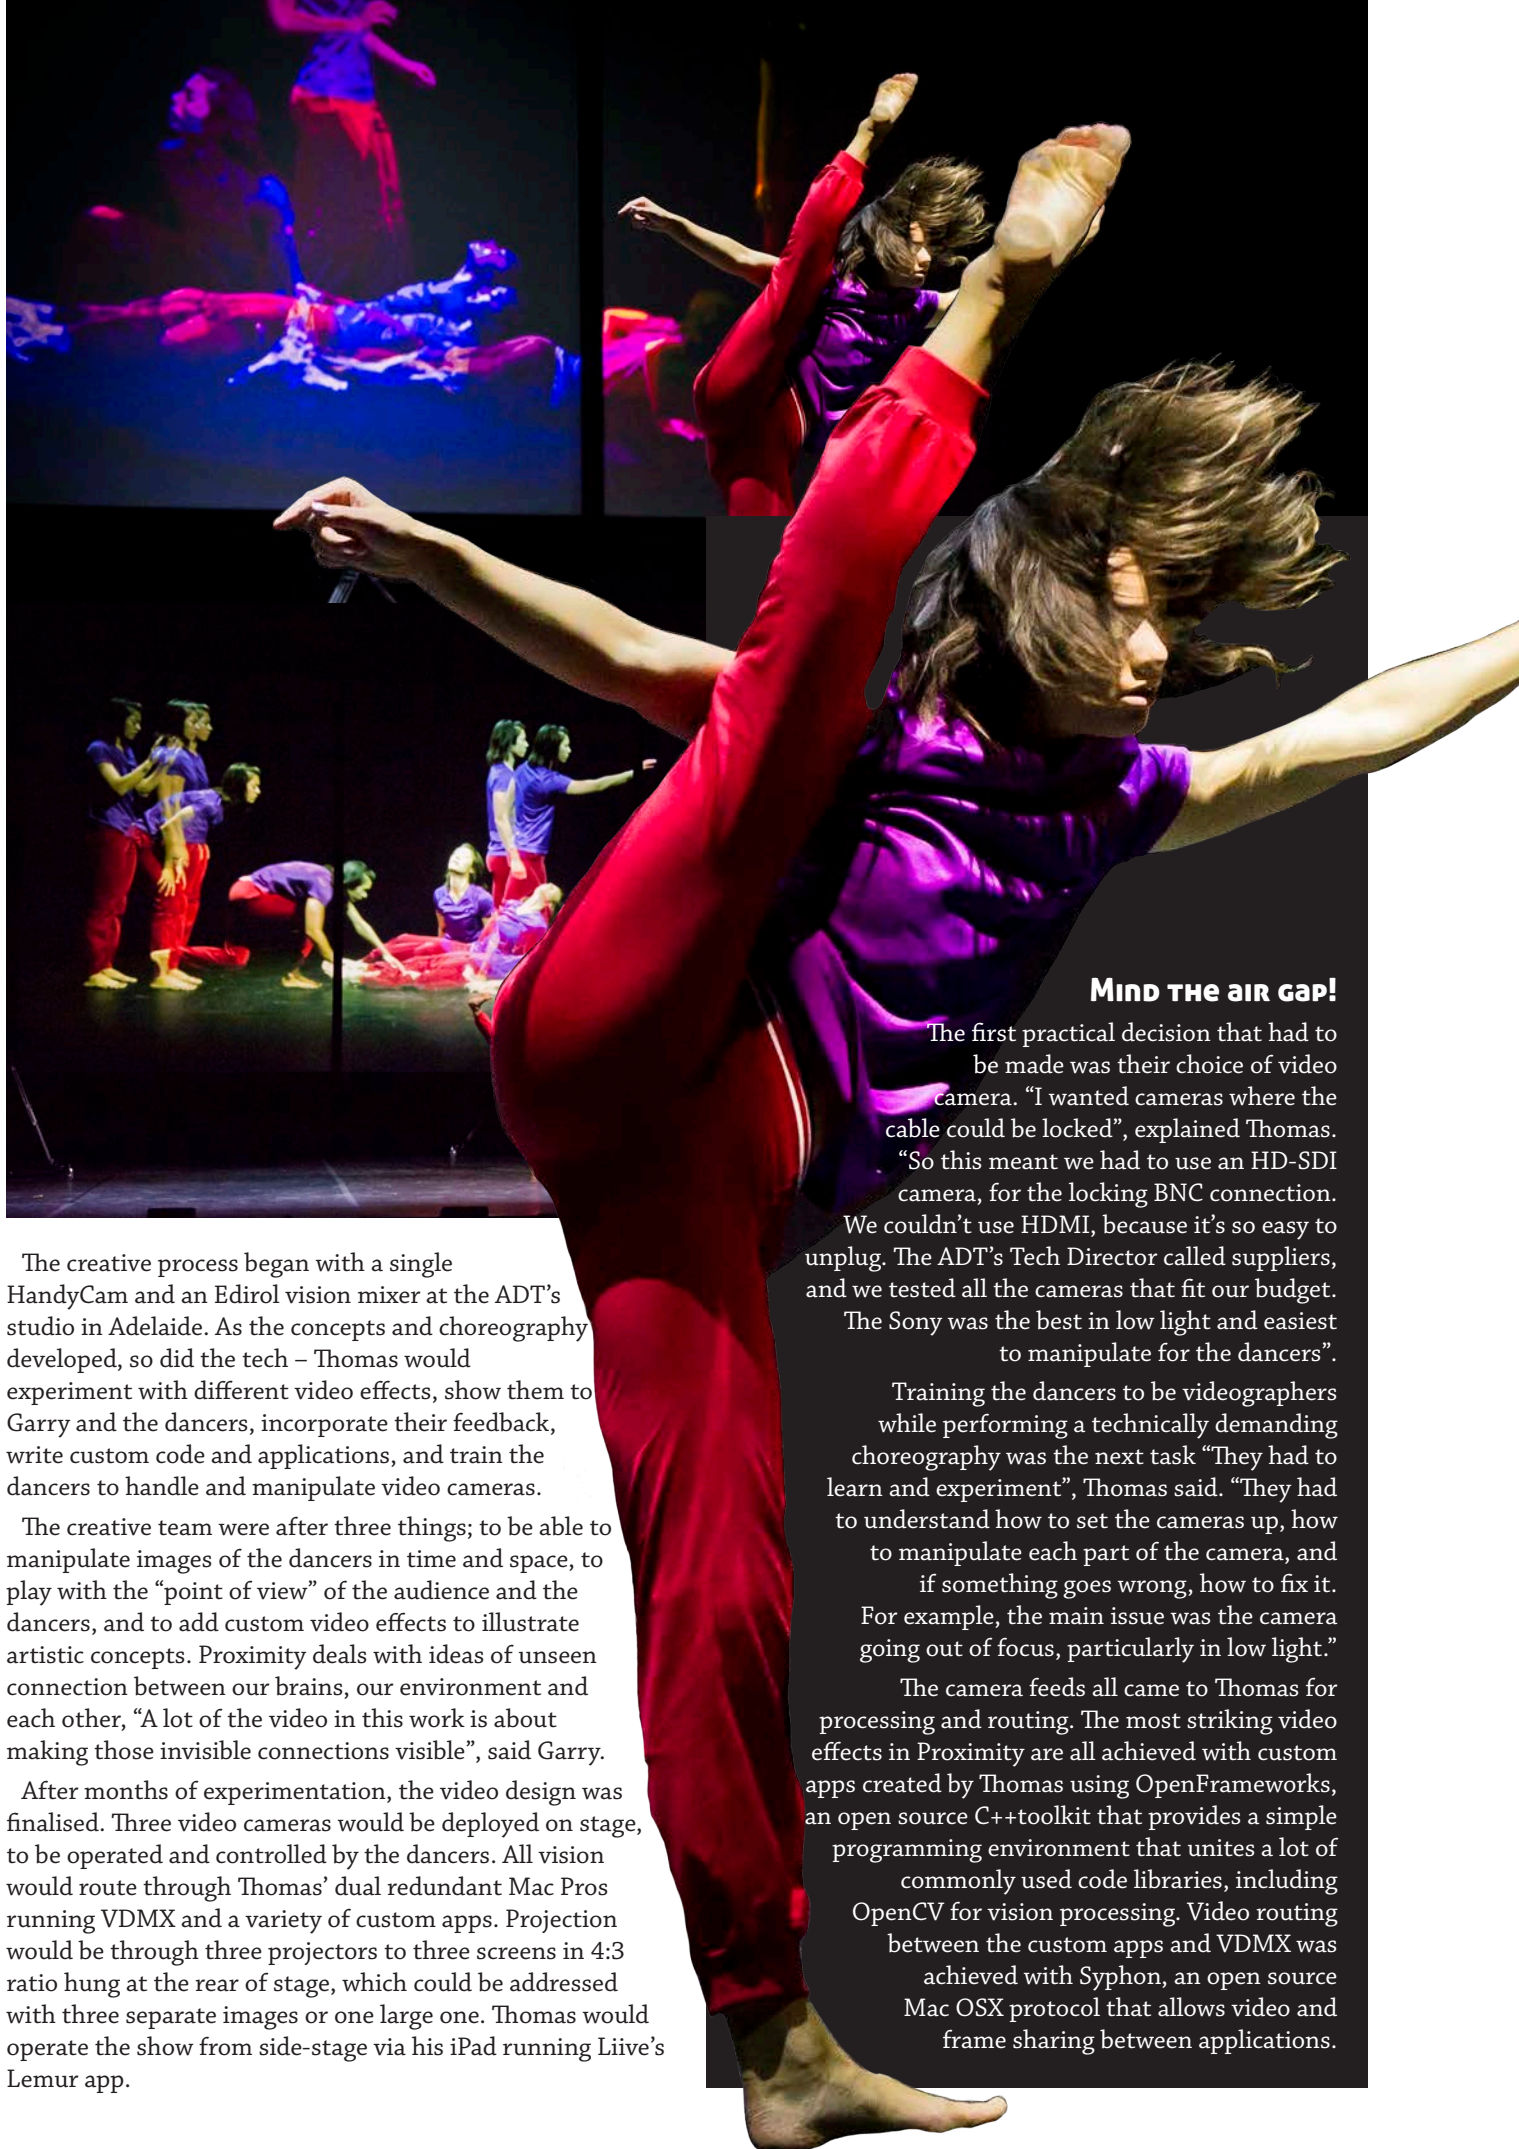 The creative process began with a single
HandyCam and an Edirol vision mixer at the ADT’s
studio in Adelaide. As the concepts and choreography
developed, so did the tech – Thomas would
experiment with different video effects, show them to
Garry and the dancers, incorporate their feedback,
write custom code and applications, and train the
dancers to handle and manipulate video cameras.
The creative team were after three things; to be able to
manipulate images of the dancers in time and space, to
play with the “point of view” of the audience and the
dancers, and to add custom video effects to illustrate
artistic concepts. Proximity deals with ideas of unseen
connection between our brains, our environment and
each other, “A lot of the video in this work is about
making those invisible connections visible”, said Garry.
After months of experimentation, the video design was
finalised. Three video cameras would be deployed on stage,
to be operated and controlled by the dancers. All vision
would route through Thomas’ dual redundant Mac Pros
running VDMX and a variety of custom apps. Projection
would be through three projectors to three screens in 4:3
ratio hung at the rear of stage, which could be addressed
with three separate images or one large one. Thomas would
operate the show from side-stage via his iPad running Liive’s
Lemur app.
Mind the air gap!
The first practical decision that had to
be made was their choice of video
camera. “I wanted cameras where the
cable could be locked”, explained Thomas.
“So this meant we had to use an HD-SDI
camera, for the locking BNC connection.
We couldn’t use HDMI, because it’s so easy to
unplug. The ADT’s Tech Director called suppliers,
and we tested all the cameras that fit our budget.
The Sony was the best in low light and easiest
to manipulate for the dancers”.
Training the dancers to be videographers
while performing a technically demanding
choreography was the next task “They had to
learn and experiment”, Thomas said. “They had
to understand how to set the cameras up, how
to manipulate each part of the camera, and
if something goes wrong, how to fix it.
For example, the main issue was the camera
going out of focus, particularly in low light.”
The camera feeds all came to Thomas for
processing and routing. The most striking video
effects in Proximity are all achieved with custom
apps created by Thomas using OpenFrameworks,
an open source C++toolkit that provides a simple
programming environment that unites a lot of
commonly used code libraries, including
OpenCV for vision processing. Video routing
between the custom apps and VDMX was
achieved with Syphon, an open source
Mac OSX protocol that allows video and
frame sharing between applications.